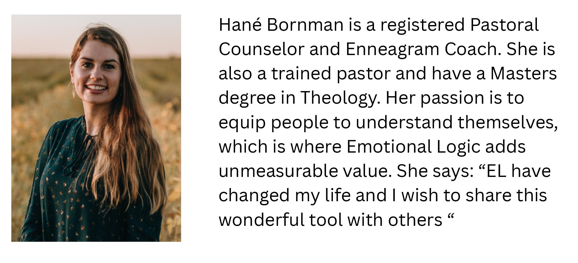 Hané Bornman is a registered Pastoral
Counselor and Enneagram Coach. She is
also a trained pastor and have a Masters
degree in Theology. Her passion is to
equip people to understand themselves,
which is where Emotional Logic adds
unmeasurable value. She says: “EL have
changed my life and I wish to share this
wonderful tool with others “